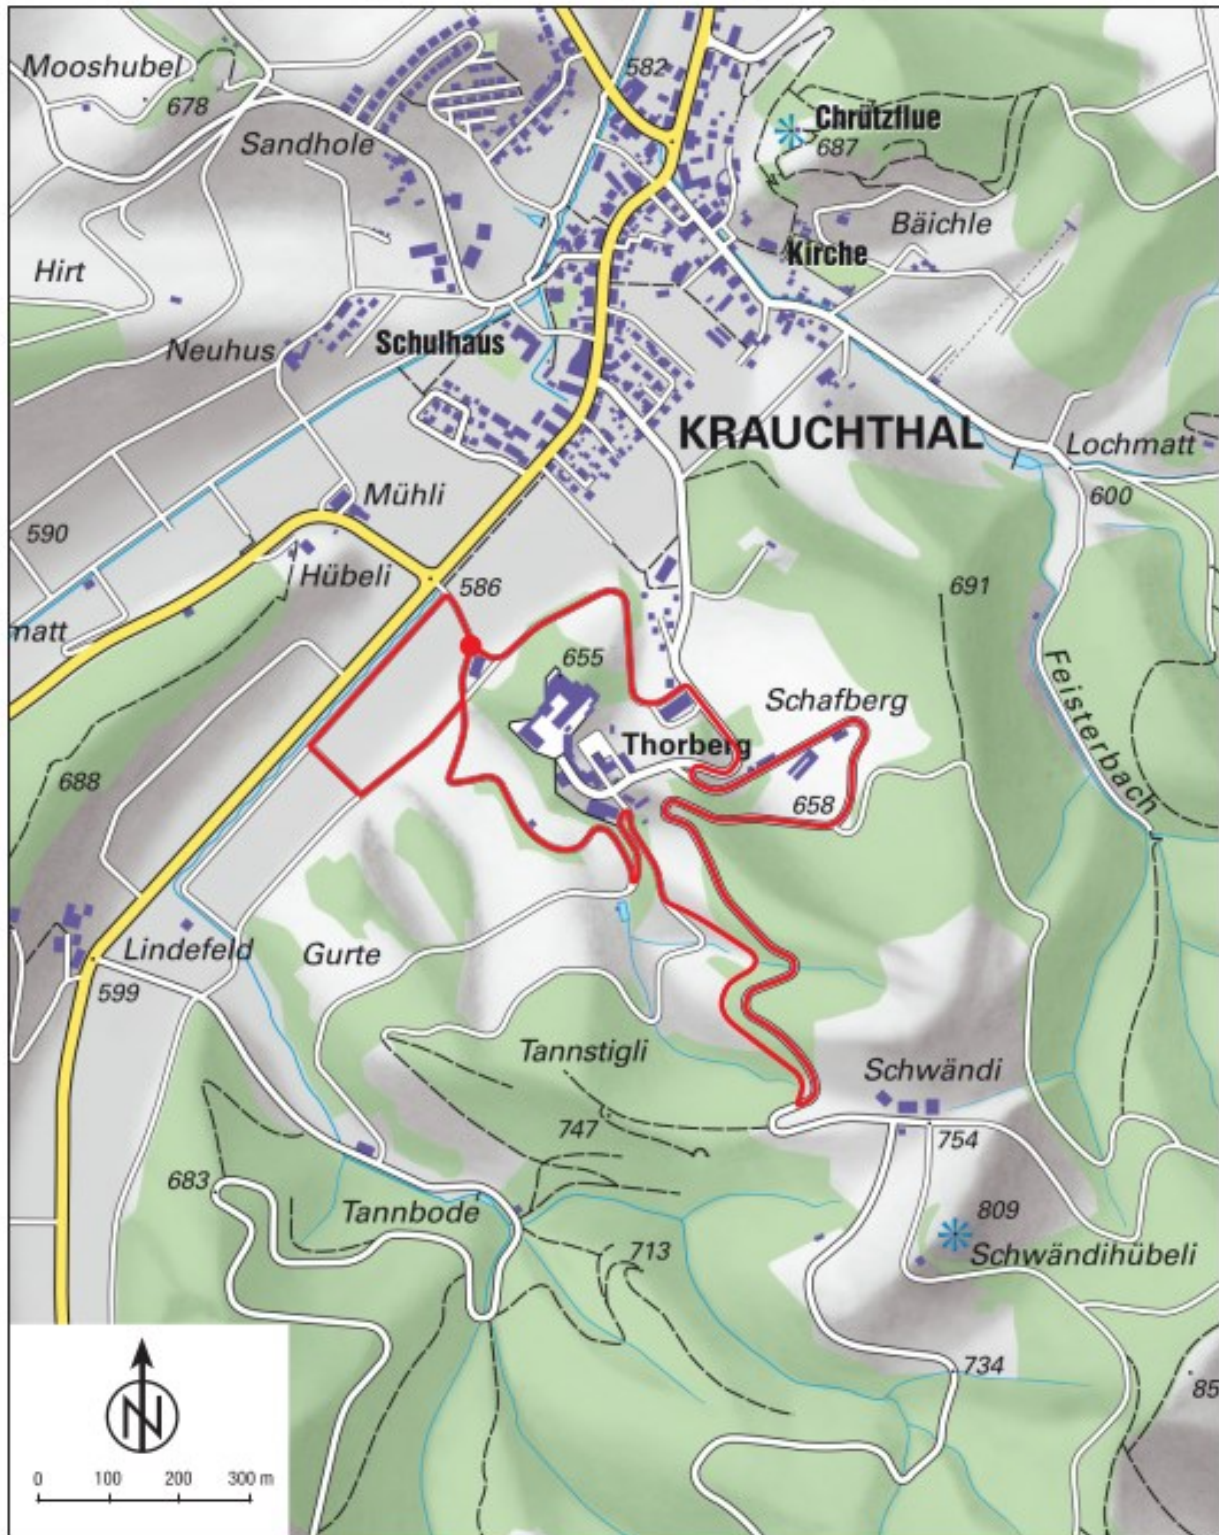 Mooshubel
678
582
Sandhole
Chrützflue
687
Bäichle
Kirche
Hirt
Neuhus
Schulhaus
KRAUCHTHAL
Lochmatt
600
Mühli
590
Hübeli
586
691
matt
655
Schafberg
Feisterbach
Thorberg
688
658
Lindefeld
Gurte
599
Tannstigli
Schwändi
747
754
683
Tannbode
809
713
Schwändihübeli
N
734
85
0 100 200 300 m